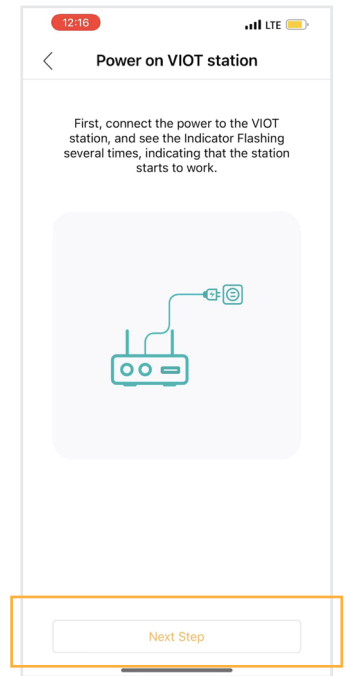 12:16
LTE
Power on VIOT station
First, connect the power to the VIOT
station, and see the Indicator Flashing
several times, indicating that the station
starts to work.
Next Step